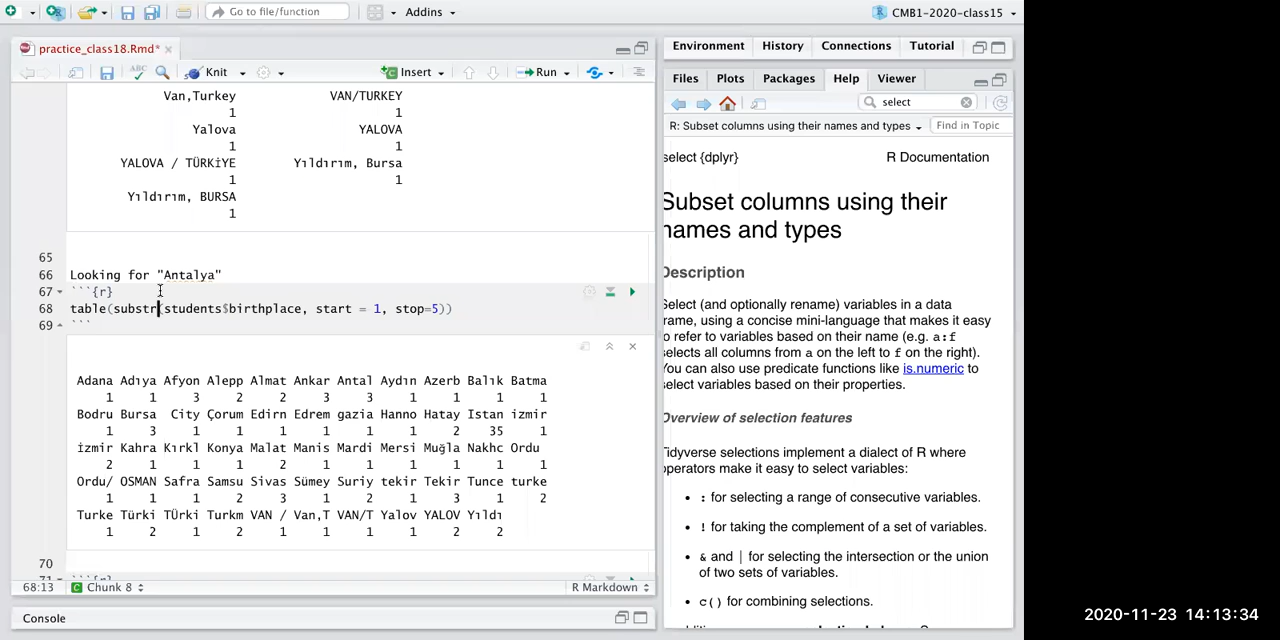 Go to file/function
Addins
CMB1-2020-class15
practice_class18.Rmd*
ABC
Knit
Insert
Run
Van,Turkey VAN/TURKEY
1 1
Yalova YALOVA
1 1
YALOVA / TÜRKİYE Yıldırım, Bursa
1 1
Yıldırım, BURSA
1
65
66 Looking for "Antalya"
67 ```{r}
68 table(substr(students$birthplace, start = 1, stop=5))
69 ```
Adana Adıya Afyon Alepp Almat Ankar Antal Aydın Azerb Balık Batma
1 1 3 2 2 3 3 1 1 1 1
Bodru Bursa City Çorum Edirn Edrem gazia Hanno Hatay Istan izmir
1 3 1 1 1 1 1 1 2 35 1
İzmir Kahra Kırkl Konya Malat Manis Mardi Mersi Muğla Nakhc Ordu
2 1 1 1 2 1 1 1 1 1 1
Ordu/ OSMAN Safra Samsu Sivas Sümey Suriy tekir Tekir Tunce turke
1 1 1 2 3 1 2 1 3 1 2
Turke Türki TÜrki Turkm VAN / Van,T VAN/T Yalov YALOV Yıldı
1 2 1 2 1 1 1 1 2 2
70
71 ```{r}
68:13 Chunk 8 R Markdown
Console
Environment History Connections Tutorial
Files Plots Packages Help Viewer
select
R: Subset columns using their names and types Find in Topic
select {dplyr} R Documentation
Subset columns using their
names and types
Description
Select (and optionally rename) variables in a data
frame, using a concise mini-language that makes it easy
to refer to variables based on their name (e.g. a:f
selects all columns from a on the left to f on the right).
You can also use predicate functions like is.numeric to
select variables based on their properties.
Overview of selection features
Tidyverse selections implement a dialect of R where
operators make it easy to select variables:
• : for selecting a range of consecutive variables.
• ! for taking the complement of a set of variables.
• & and | for selecting the intersection or the union
of two sets of variables.
• c() for combining selections.
2020-11-23 14:13:34